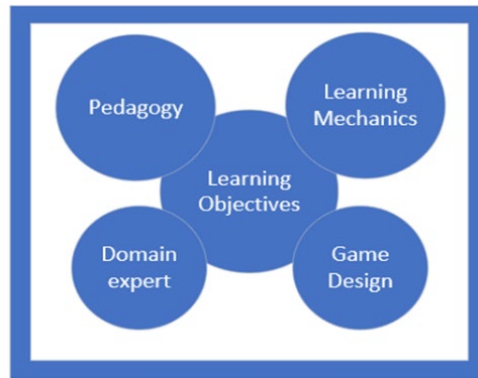 Pedagogy
Learning
Mechanics
Learning
Objectives
Domain
expert
Game
Design